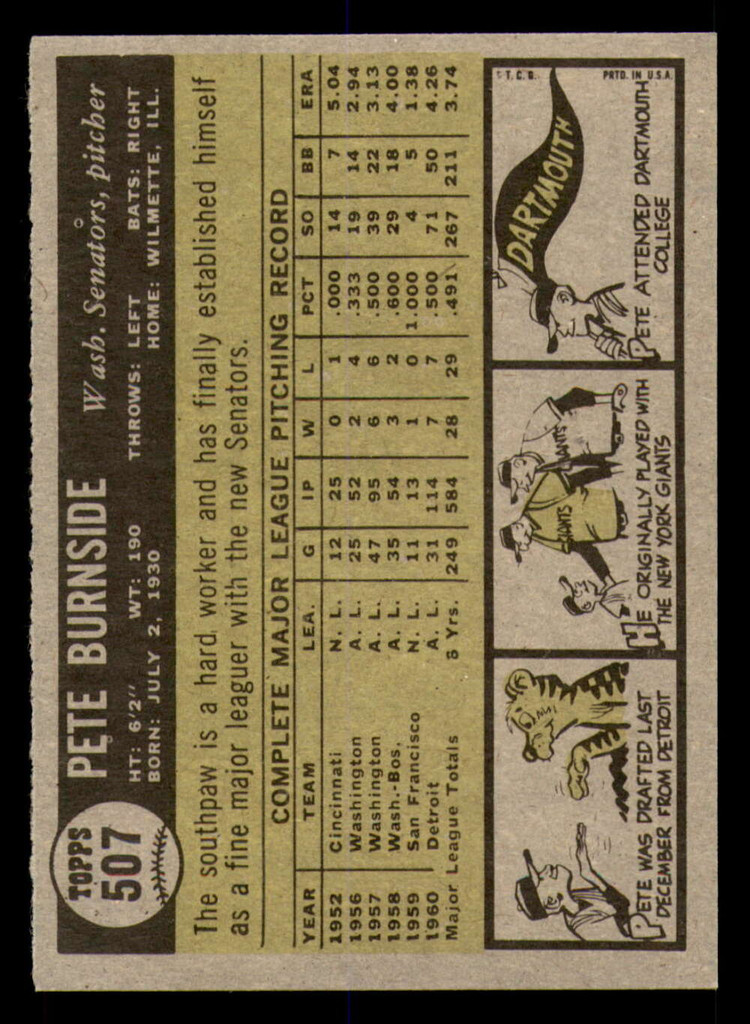 TOPPS
507
PETE BURNSIDE
Wash. Senators, pitcher
HT: 6'2" WT: 190 THROWS: LEFT BATS: RIGHT
BORN: JULY 2, 1930 HOME: WILMETTE, ILL.
The southpaw is a hard worker and has finally established himself
as a fine major leaguer with the new Senators.
COMPLETE MAJOR LEAGUE PITCHING RECORD
YEAR TEAM LEA. G IP W L PCT SO BB ERA
1952 Cincinnati N. L. 12 25 0 1 .000 14 7 5.04
1956 Washington A. L. 25 52 2 4 .333 19 14 2.94
1957 Washington A. L. 47 95 6 6 .500 39 22 3.13
1958 Wash.-Bos. A. L. 35 54 3 2 .600 29 18 4.00
1959 San Francisco N. L. 11 13 1 0 1.000 4 5 1.38
1960 Detroit A. L. 31 114 7 7 .500 71 50 4.26
Major League Totals 8 Yrs. 249 584 28 29 .491 267 211 3.74
PETE WAS DRAFTED LAST
DECEMBER FROM DETROIT
GIANTS
GIANTS
HE ORIGINALLY PLAYED WITH
THE NEW YORK GIANTS
T. C. G. PRTD. IN U.S.A.
DARTMOUTH
PETE ATTENDED DARTMOUTH
COLLEGE